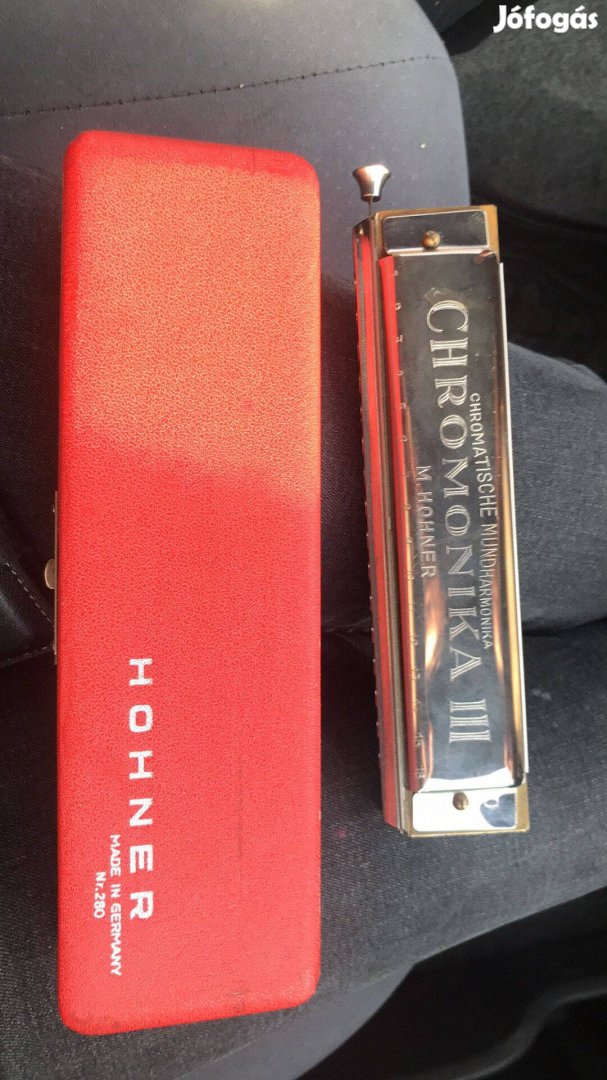 Jófogás
HOHNER
MADE IN GERMANY
Nr. 280
CHROMATISCHE MUNDHARMONIKA
CHROMONIKA III
M. HOHNER